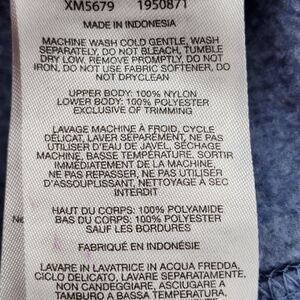 XM5679 1950871
MADE IN INDONESIA
MACHINE WASH COLD GENTLE, WASH
SEPARATELY, DO NOT BLEACH, TUMBLE
DRY LOW, REMOVE PROMPTLY, DO NOT
IRON, DO NOT USE FABRIC SOFTENER, DO
NOT DRYCLEAN
UPPER BODY: 100% NYLON
LOWER BODY: 100% POLYESTER
EXCLUSIVE OF TRIMMING
LAVAGE MACHINE À FROID, CYCLE
DÉLICAT, LAVER SEPARÉMENT, NE PAS
UTILISER D'EAU DE JAVEL, SÉCHAGE
MACHINE, BASSE TEMPÉRATURE, SORTIR
IMMÉDIATEMENT DE LA MACHINE
NE PAS REPASSER, NE PAS UTILISER
D'ASSOUPLISSANT, NETTOYAGE À SEC
INTERDIT
HAUT DU CORPS: 100% POLYAMIDE
BAS DU CORPS: 100% POLYESTER
SAUF LES BORDURES
FABRIQUÉ EN INDONÉSIE
LAVARE IN LAVATRICE IN ACQUA FREDDA,
CICLO DELICATO, LAVARE SEPARATAMENTE,
NON CANDEGGIARE, ASCIUGARE A
TAMBURO A BASSA TEMPERATURA,